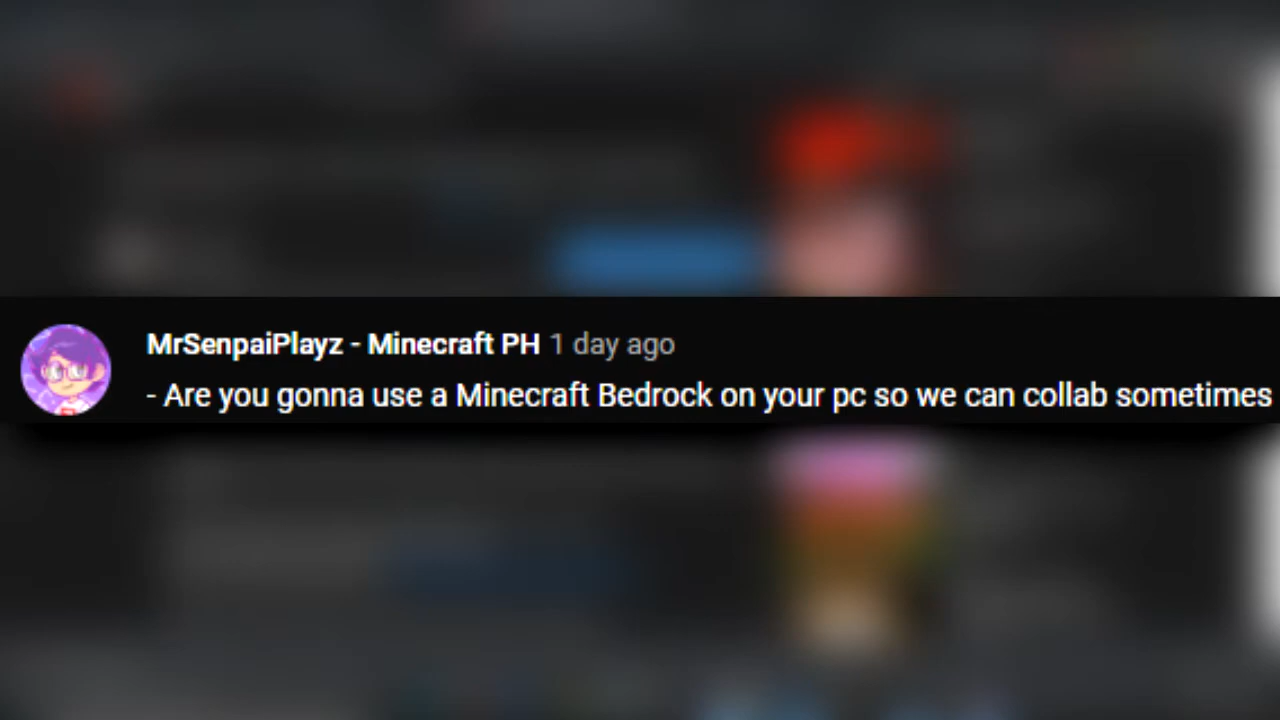 MrSenpaiPlayz - Minecraft PH 1 day ago
- Are you gonna use a Minecraft Bedrock on your pc so we can collab sometimes